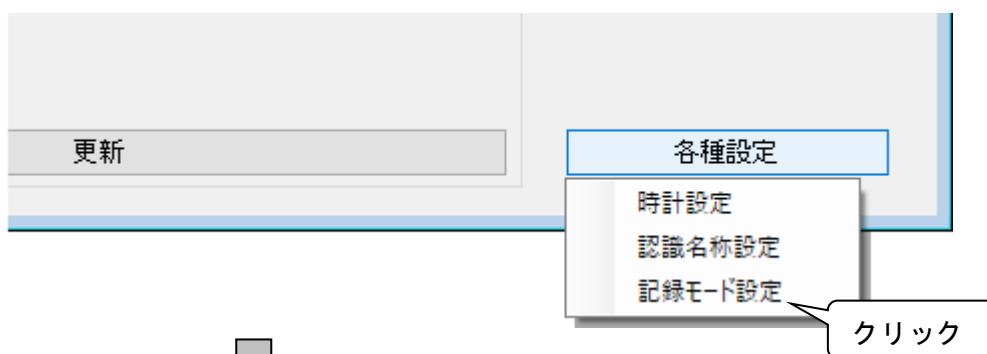 更新
各種設定
時計設定
認識名称設定
記録モード設定
クリック